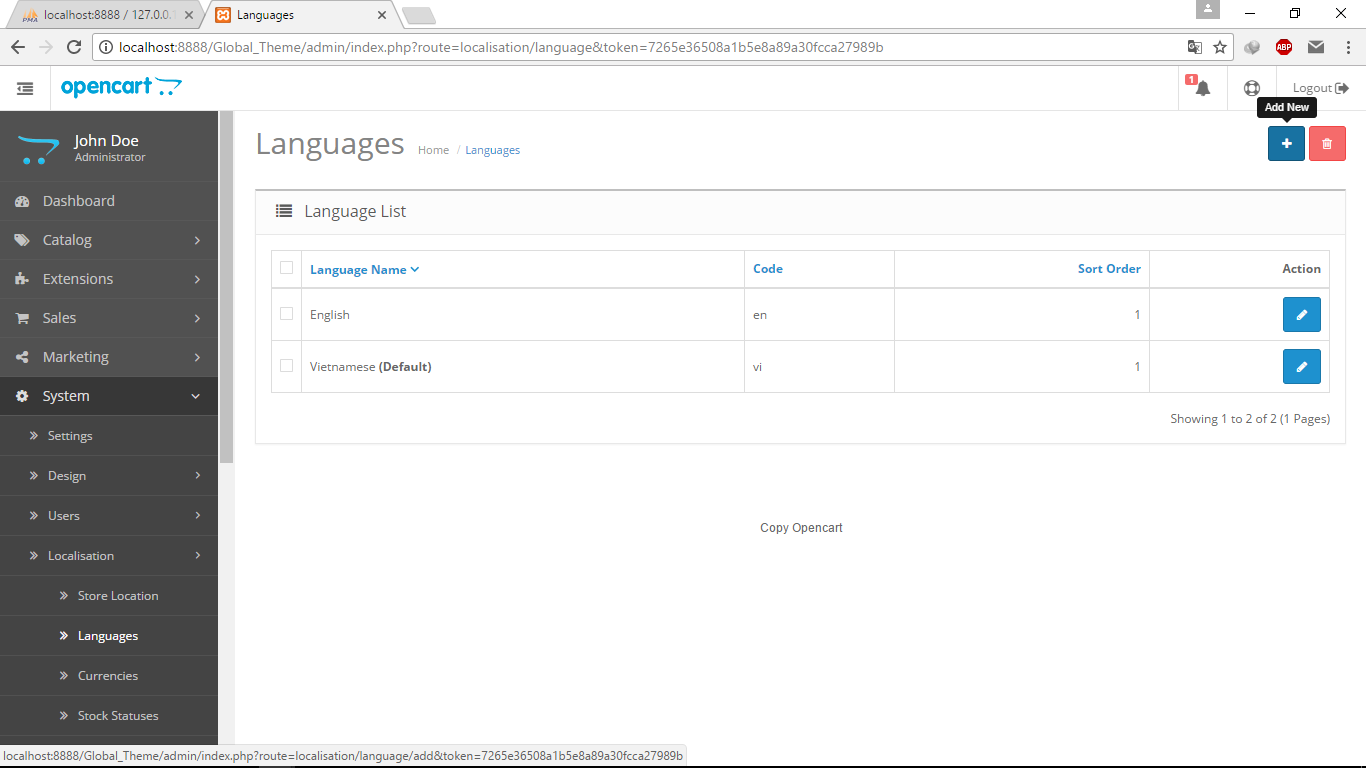 localhost:8888 / 127.0.0.1
Languages
localhost:8888/Global_Theme/admin/index.php?route=localisation/language&token=7265e36508a1b5e8a89a30fcca27989b
ABP
opencart
1
Logout
Add New
John Doe
Administrator
Languages
Home / Languages
Dashboard
Catalog
Extensions
Sales
Marketing
System
Settings
Design
Users
Localisation
Store Location
Languages
Currencies
Stock Statuses
Language List
Language Name Code Sort Order Action
English en 1
Vietnamese (Default) vi 1
Showing 1 to 2 of 2 (1 Pages)
Copy Opencart
localhost:8888/Global_Theme/admin/index.php?route=localisation/language/add&token=7265e36508a1b5e8a89a30fcca27989b